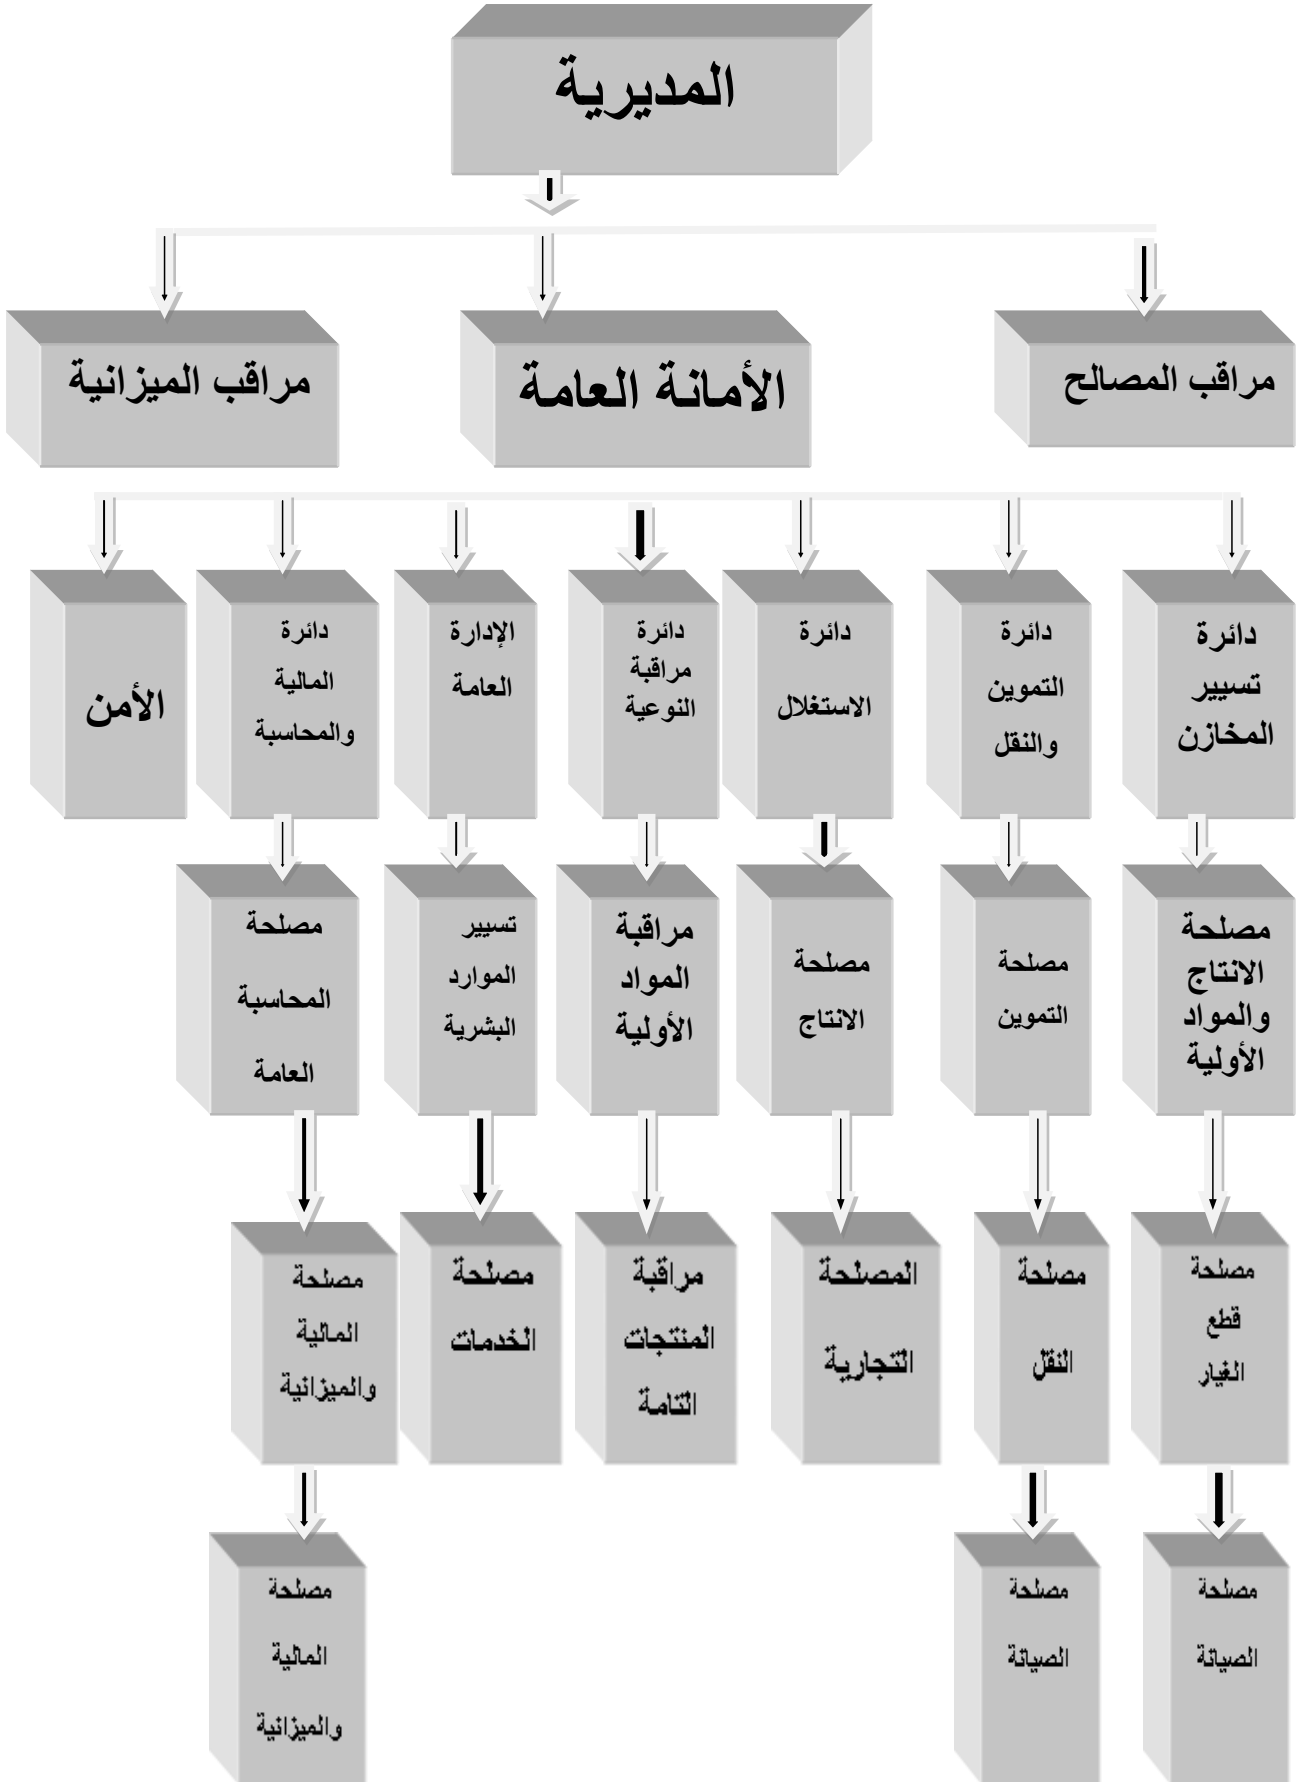 المديرية
مراقب المصالح
الأمانة العامة
مراقب الميزانية
دائرة
تسيير
المخازن
دائرة
التموين
والنقل
دائرة
الاستغلال
دائرة
مراقبة
النوعية
الإدارة
العامة
دائرة
المالية
والمحاسبة
الأمن
مصلحة
الانتاج
والمواد
الأولية
مصلحة
التموين
مصلحة
الانتاج
مراقبة
المواد
الأولية
تسيير
الموارد
البشرية
مصلحة
المحاسبة
العامة
مصلحة
قطع
الغيار
مصلحة
النقل
المصلحة
التجارية
مراقبة
المنتجات
التامة
مصلحة
الخدمات
مصلحة
المالية
والميزانية
مصلحة
الصيانة
مصلحة
الصيانة
مصلحة
المالية
والميزانية